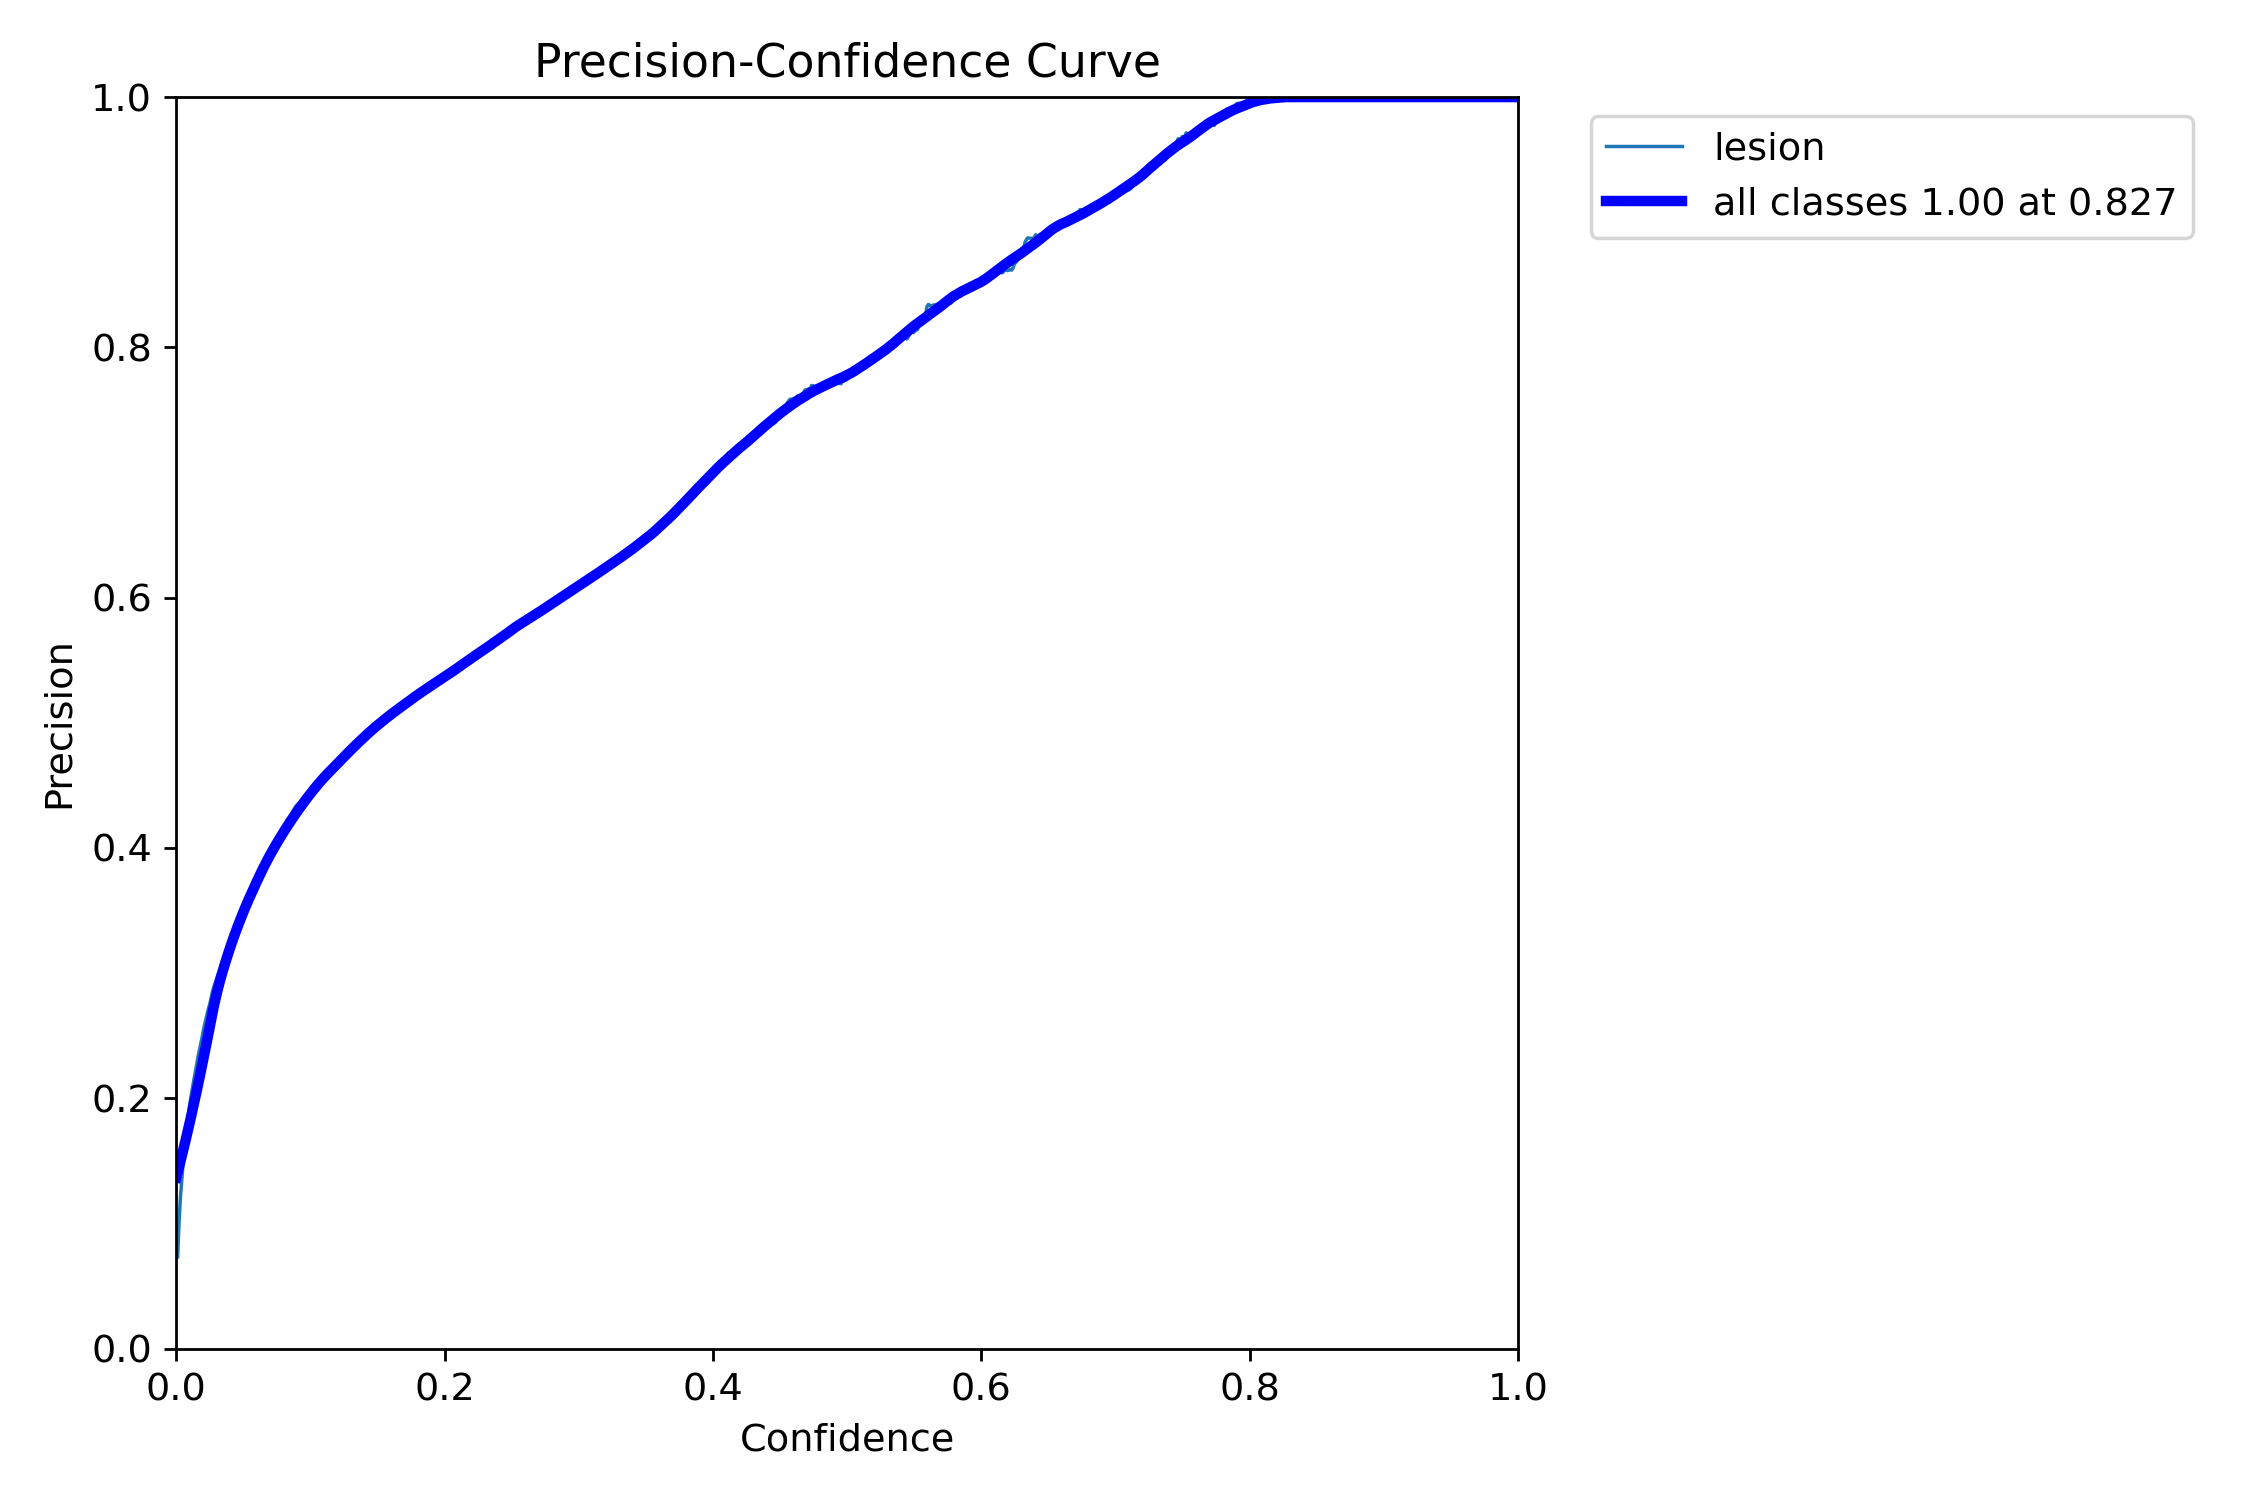 Precision-Confidence Curve
1.0
0.8
0.6
0.4
0.2
0.0
Precision
0.0 0.2 0.4 0.6 0.8 1.0
Confidence
lesion
all classes 1.00 at 0.827